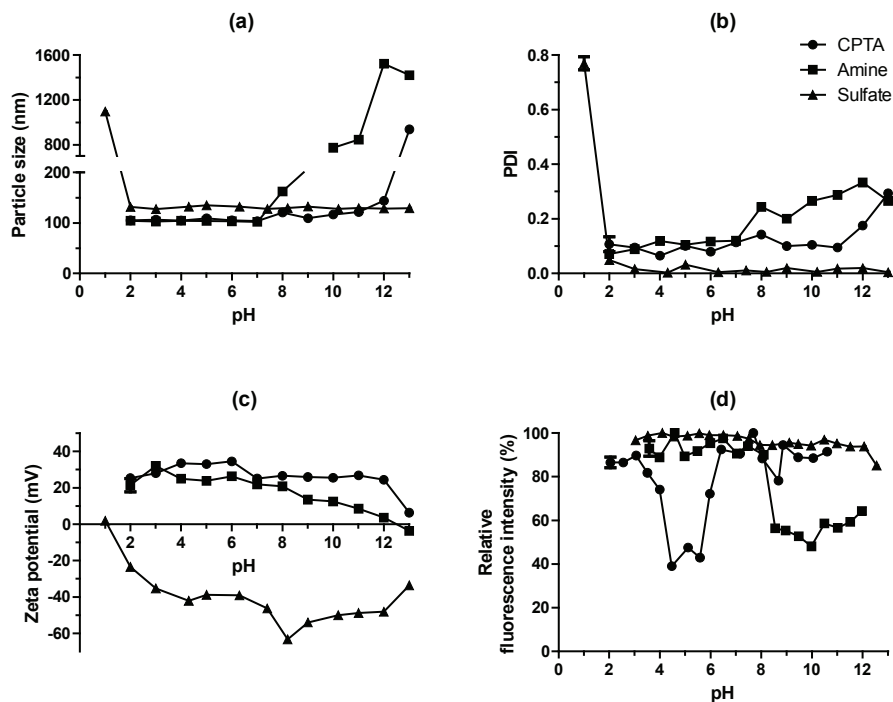 (a)
Particle size (nm)
1600
1200
800
200
100
50
0
0 2 4 6 8 10 12
pH
(b)
PDI
0.8
0.6
0.4
0.2
0.0
0 2 4 6 8 10 12
pH
CPTA
Amine
Sulfate
(c)
Zeta potential (mV)
40
20
0
-20
-40
-60
2 4 6 8 10 12
pH
(d)
Relative
fluorescence intensity (%)
100
80
60
40
20
0
0 2 4 6 8 10 12
pH